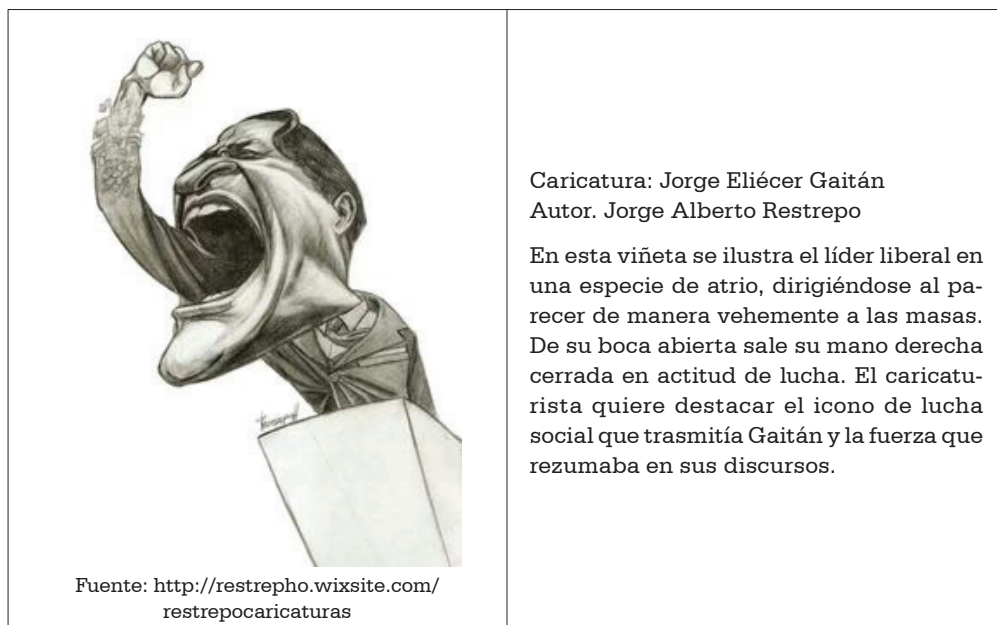 Fuente: http://restrepho.wixsite.com/
restrepocaricaturas
Caricatura: Jorge Eliécer Gaitán
Autor. Jorge Alberto Restrepo
En esta viñeta se ilustra el líder liberal en
una especie de atrio, dirigiéndose al pa-
recer de manera vehemente a las masas.
De su boca abierta sale su mano derecha
cerrada en actitud de lucha. El caricatu-
rista quiere destacar el icono de lucha
social que trasmitía Gaitán y la fuerza que
rezumaba en sus discursos.